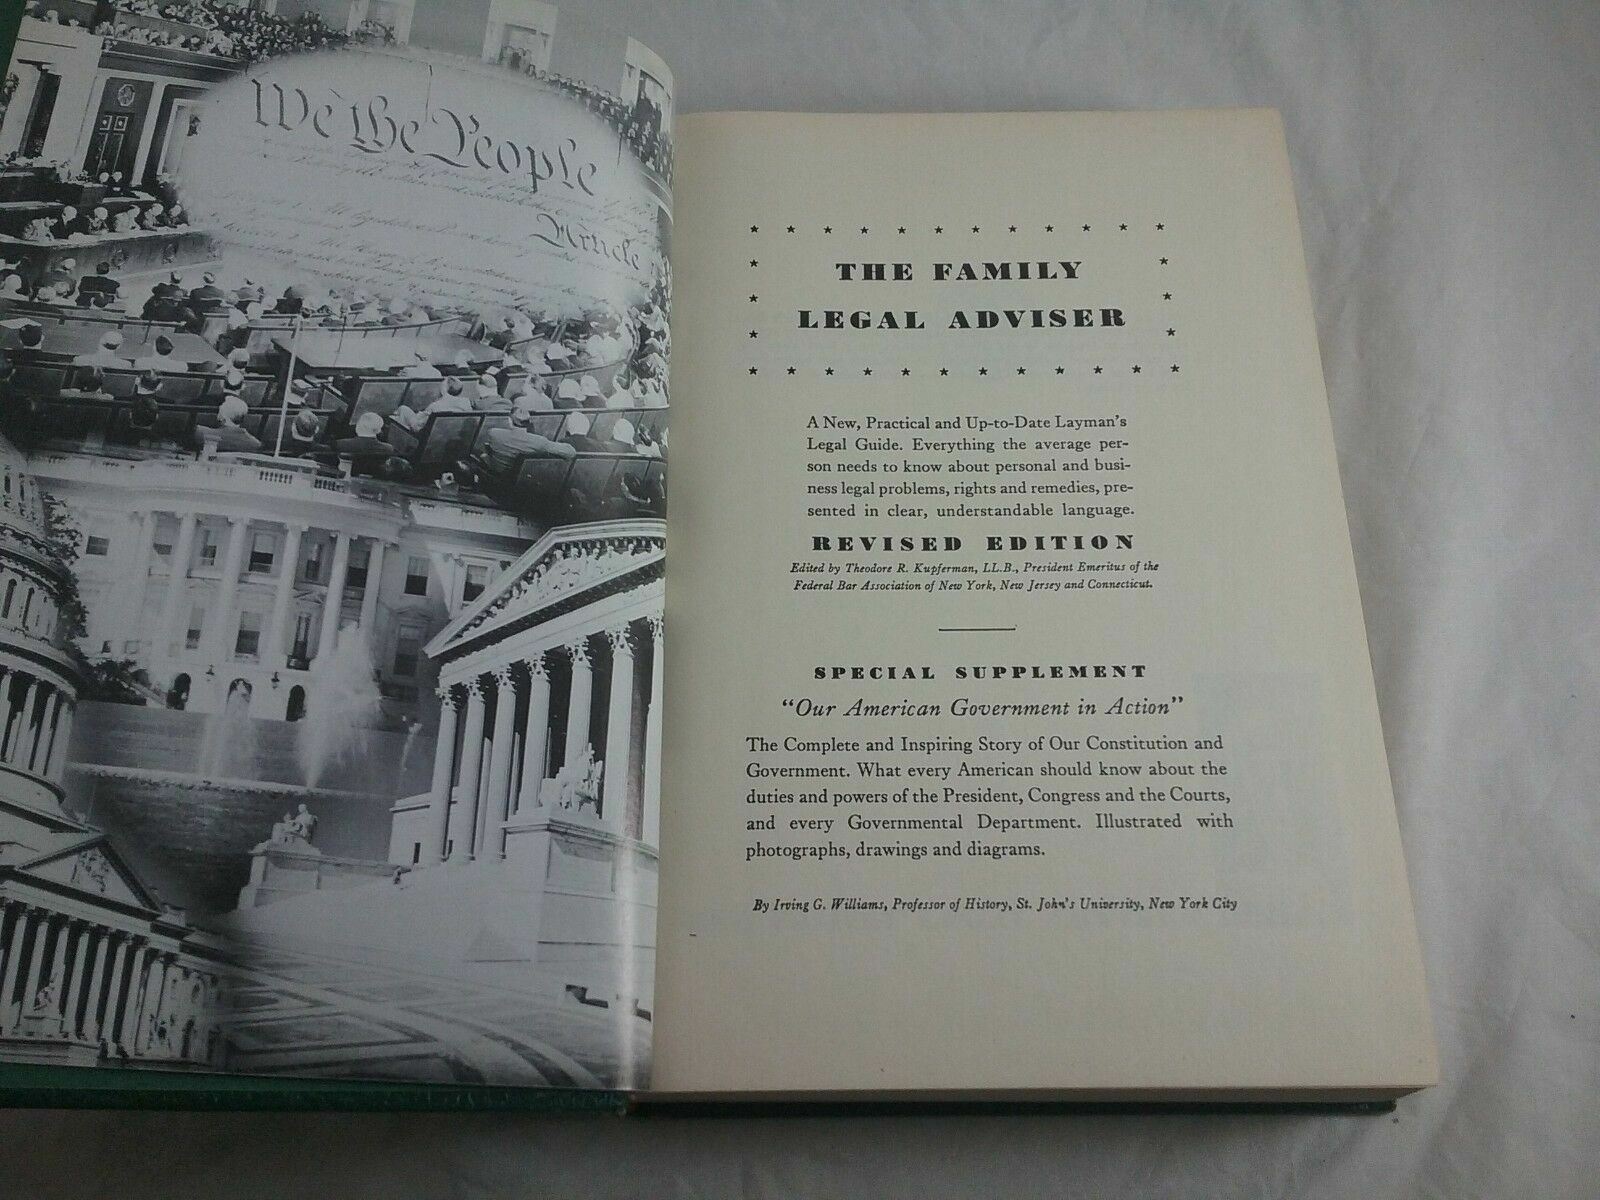 We the People
Article
THE FAMILY
LEGAL ADVISER
A New, Practical and Up-to-Date Layman's
Legal Guide. Everything the average per-
son needs to know about personal and busi-
ness legal problems, rights and remedies, pre-
sented in clear, understandable language.
REVISED EDITION
Edited by Theodore R. Kupferman, LL.B., President Emeritus of the
Federal Bar Association of New York, New Jersey and Connecticut.
SPECIAL SUPPLEMENT
"Our American Government in Action"
The Complete and Inspiring Story of Our Constitution and
Government. What every American should know about the
duties and powers of the President, Congress and the Courts,
and every Governmental Department. Illustrated with
photographs, drawings and diagrams.
By Irving G. Williams, Professor of History, St. John's University, New York City